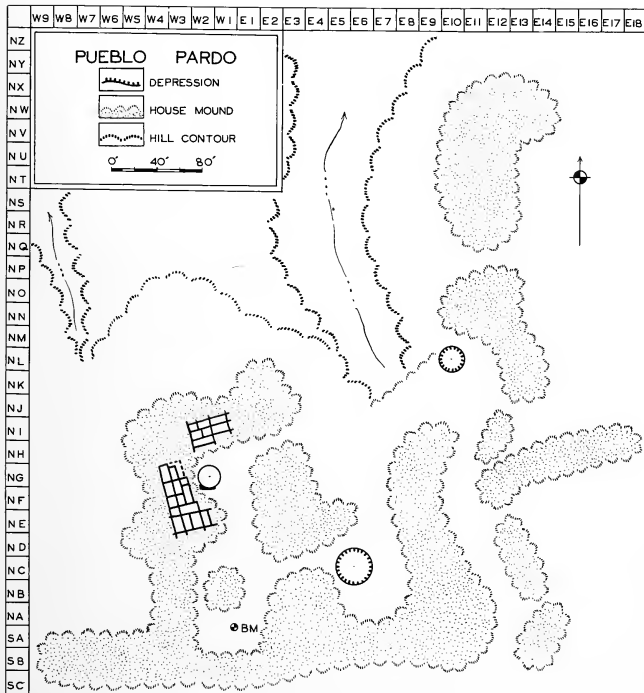 W9 W8 W7 W6 W5 W4 W3 W2 W1 E1 E2 E3 E4 E5 E6 E7 E8 E9 E10 E11 E12 E13 E14 E15 E16 E17 E18
NZ
NY
NX
NW
NV
NU
NT
NS
NR
NQ
NP
NO
NN
NM
NL
NK
NJ
NI
NH
NG
NF
NE
ND
NC
NB
NA
SA
SB
SC
PUEBLO PARDO
DEPRESSION
HOUSE MOUND
HILL CONTOUR
0' 40' 80'
BM